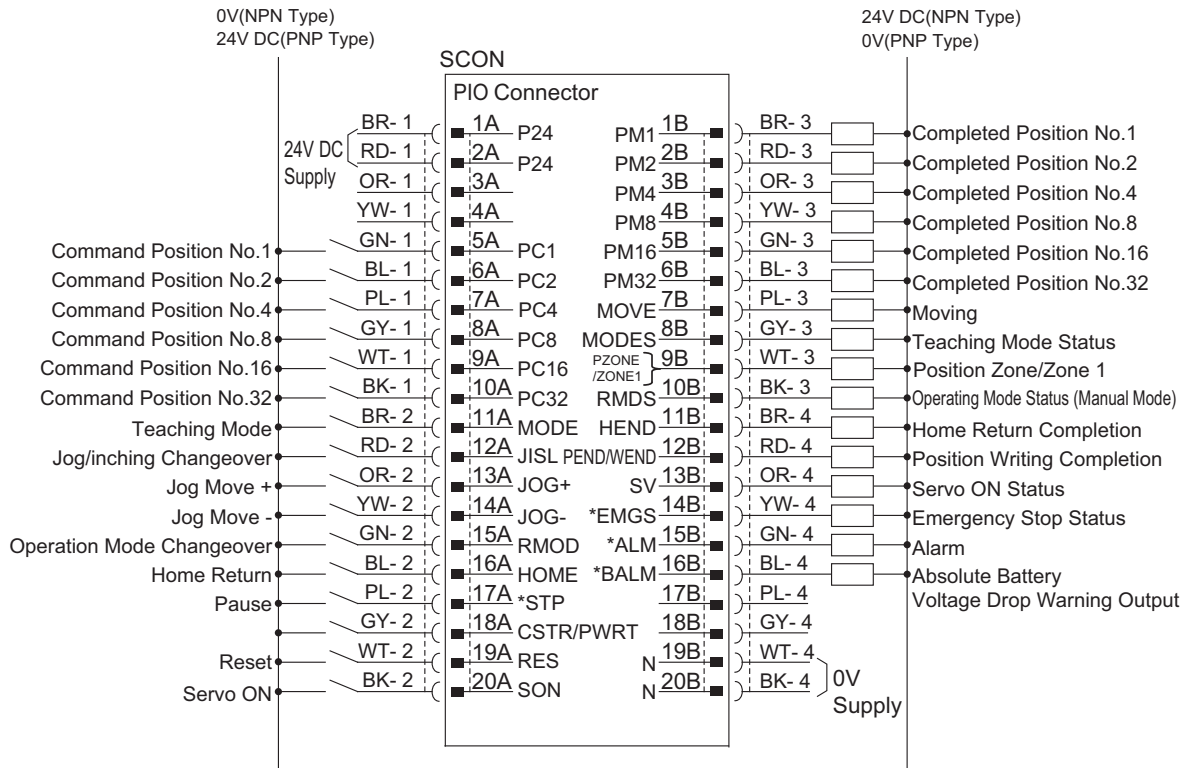 0V(NPN Type)
24V DC(PNP Type)
24V DC(NPN Type)
0V(PNP Type)
SCON
PIO Connector
24V DC
Supply
BR- 1 1A P24 PM1 1B BR- 3 Completed Position No.1
RD- 1 2A P24 PM2 2B RD- 3 Completed Position No.2
OR- 1 3A PM4 3B OR- 3 Completed Position No.4
YW- 1 4A PM8 4B YW- 3 Completed Position No.8
Command Position No.1 GN- 1 5A PC1 PM16 5B GN- 3 Completed Position No.16
Command Position No.2 BL- 1 6A PC2 PM32 6B BL- 3 Completed Position No.32
Command Position No.4 PL- 1 7A PC4 MOVE 7B PL- 3 Moving
Command Position No.8 GY- 1 8A PC8 MODES 8B GY- 3 Teaching Mode Status
Command Position No.16 WT- 1 9A PC16 PZONE /ZONE1 9B WT- 3 Position Zone/Zone 1
Command Position No.32 BK- 1 10A PC32 RMDS 10B BK- 3 Operating Mode Status (Manual Mode)
Teaching Mode BR- 2 11A MODE HEND 11B BR- 4 Home Return Completion
Jog/inching Changeover RD- 2 12A JISL PEND/WEND 12B RD- 4 Position Writing Completion
Jog Move + OR- 2 13A JOG+ SV 13B OR- 4 Servo ON Status
Jog Move - YW- 2 14A JOG- *EMGS 14B YW- 4 Emergency Stop Status
Operation Mode Changeover GN- 2 15A RMOD *ALM 15B GN- 4 Alarm
Home Return BL- 2 16A HOME *BALM 16B BL- 4 Absolute Battery
Voltage Drop Warning Output
Pause PL- 2 17A *STP 17B PL- 4
GY- 2 18A CSTR/PWRT 18B GY- 4
Reset WT- 2 19A RES N 19B WT- 4
Servo ON BK- 2 20A SON N 20B BK- 4
0V
Supply